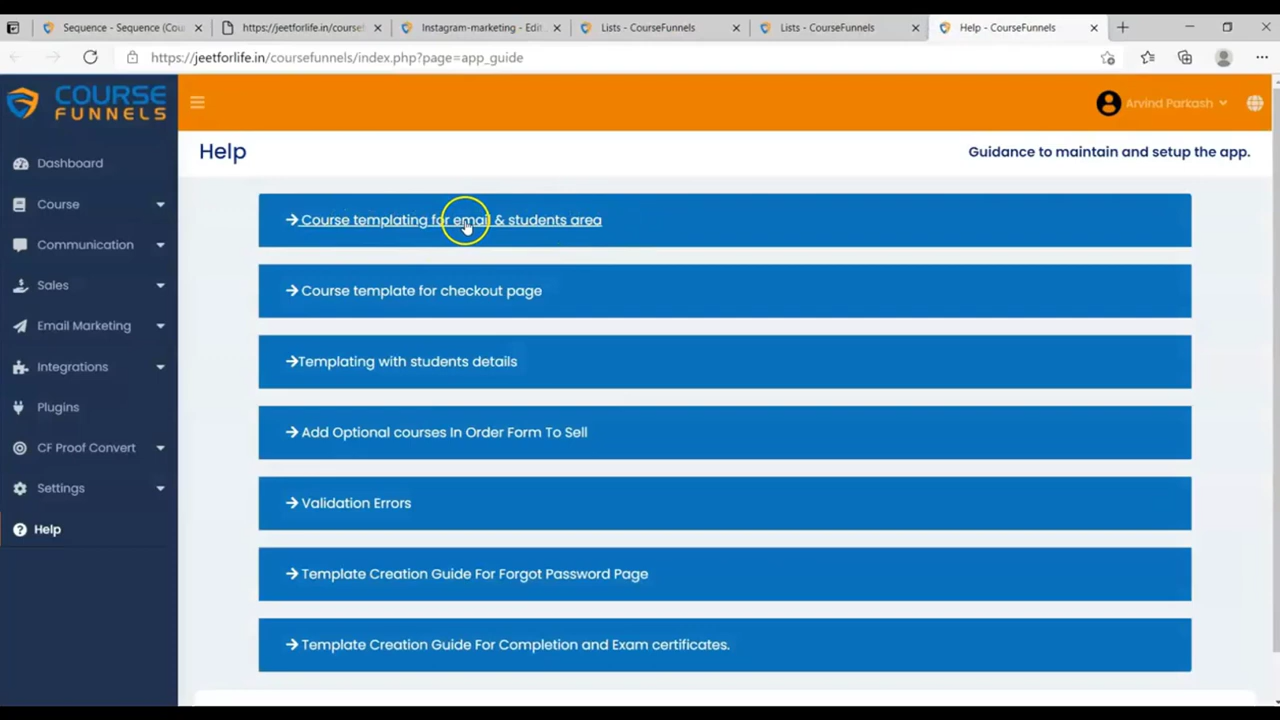 Sequence - Sequence (Cou
https://jeetforlife.in/coursef
Instagram-marketing - Edit
Lists - CourseFunnels
Lists - CourseFunnels
Help - CourseFunnels
https://jeetforlife.in/coursefunnels/index.php?page=app_guide
COURSE
FUNNELS
Arvind Parkash
Help
Guidance to maintain and setup the app.
Dashboard
Course
Communication
Sales
Email Marketing
Integrations
Plugins
CF Proof Convert
Settings
Help
Course templating for email & students area
Course template for checkout page
Templating with students details
Add Optional courses In Order Form To Sell
Validation Errors
Template Creation Guide For Forgot Password Page
Template Creation Guide For Completion and Exam certificates.